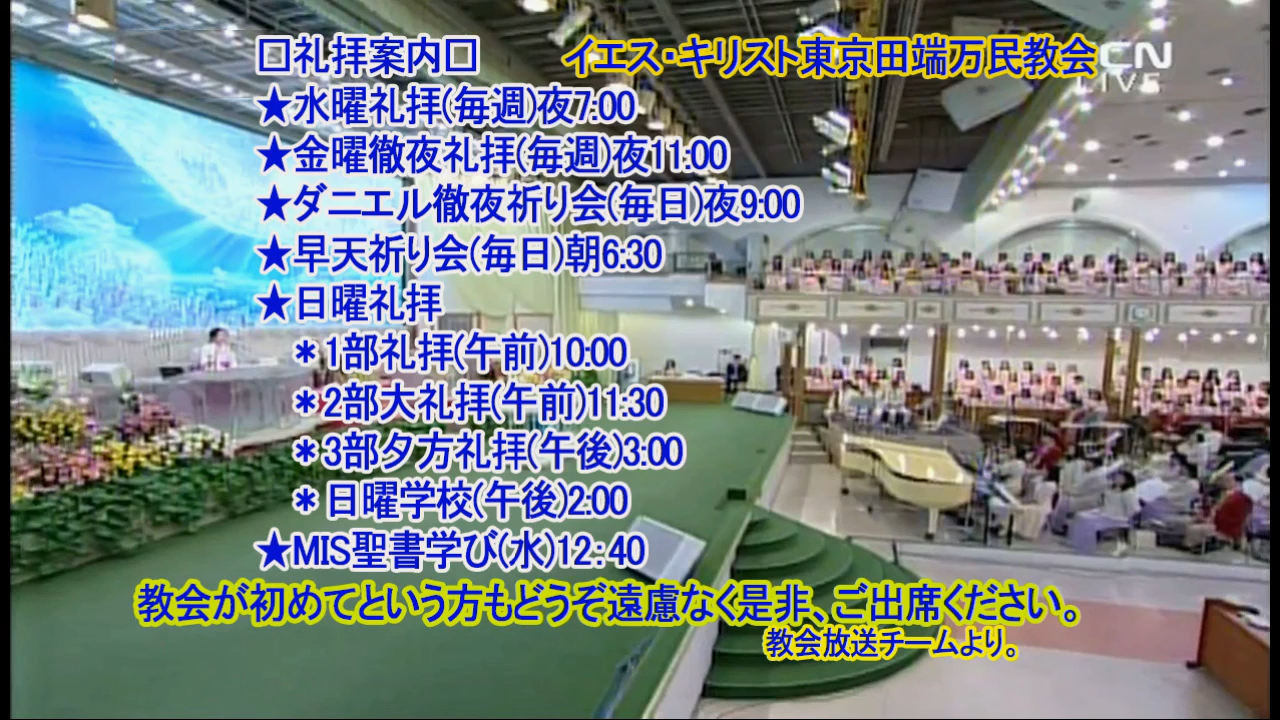 □礼拝案内□ イエス・キリスト東京田端万民教会
CN
LIVE
★水曜礼拝(毎週)夜7:00
★金曜徹夜礼拝(毎週)夜11:00
★ダニエル徹夜祈り会(毎日)夜9:00
★早天祈り会(毎日)朝6:30
★日曜礼拝
＊1部礼拝(午前)10:00
＊2部大礼拝(午前)11:30
＊3部夕方礼拝(午後)3:00
＊日曜学校(午後)2:00
★MIS聖書学び(水)12:40
教会が初めてという方もどうぞ遠慮なく是非、ご出席ください。
教会放送チームより。